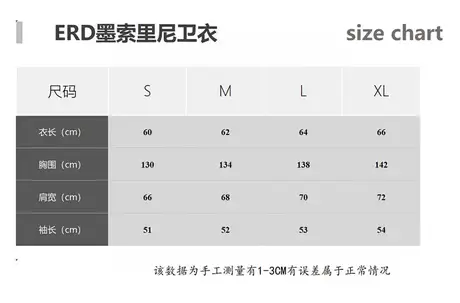 ERD墨索里尼卫衣 size chart
尺码 S M L XL
衣长（cm） 60 62 64 66
胸围（cm） 130 134 138 142
肩宽（cm） 66 68 70 72
袖长（cm） 51 52 53 54
该数据为手工测量有1-3CM有误差属于正常情况